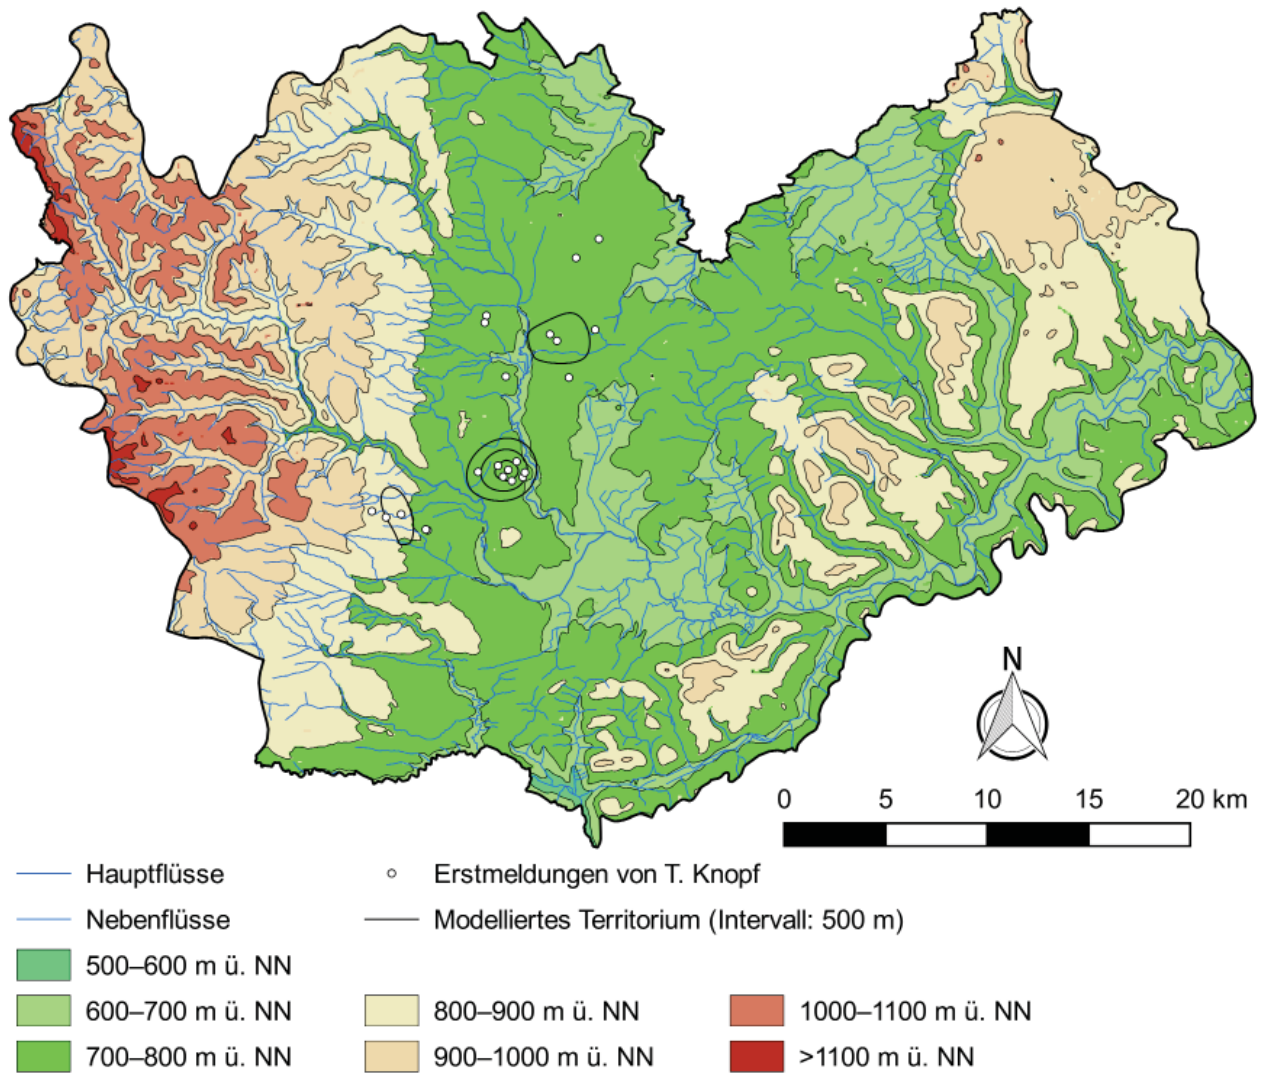 N
0 5 10 15 20 km
Hauptflüsse
Erstmeldungen von T. Knopf
Nebenflüsse
Modelliertes Territorium (Intervall: 500 m)
500–600 m ü. NN
600–700 m ü. NN
800–900 m ü. NN
1000–1100 m ü. NN
700–800 m ü. NN
900–1000 m ü. NN
>1100 m ü. NN